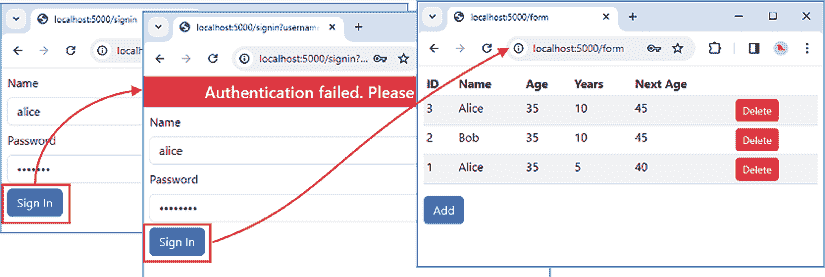 localhost:5000/signin
localhost:5000/signin
Name
alice
Password
•••••••
Sign In
localhost:5000/signin?usernam
localhost:5000/signin?...
Authentication failed. Please
Name
alice
Password
••••••••
Sign In
localhost:5000/form
localhost:5000/form
ID Name Age Years Next Age
3 Alice 35 10 45 Delete
2 Bob 35 10 45 Delete
1 Alice 35 5 40 Delete
Add